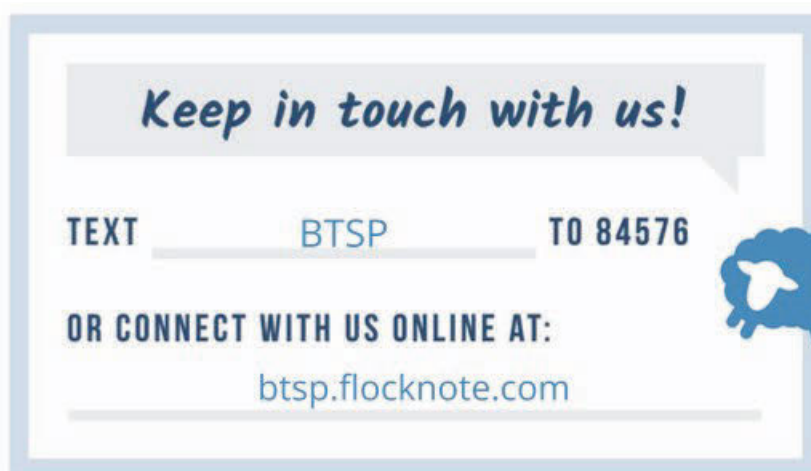 Keep in touch with us!
TEXT BTSP TO 84576
OR CONNECT WITH US ONLINE AT:
btsp.flocknote.com